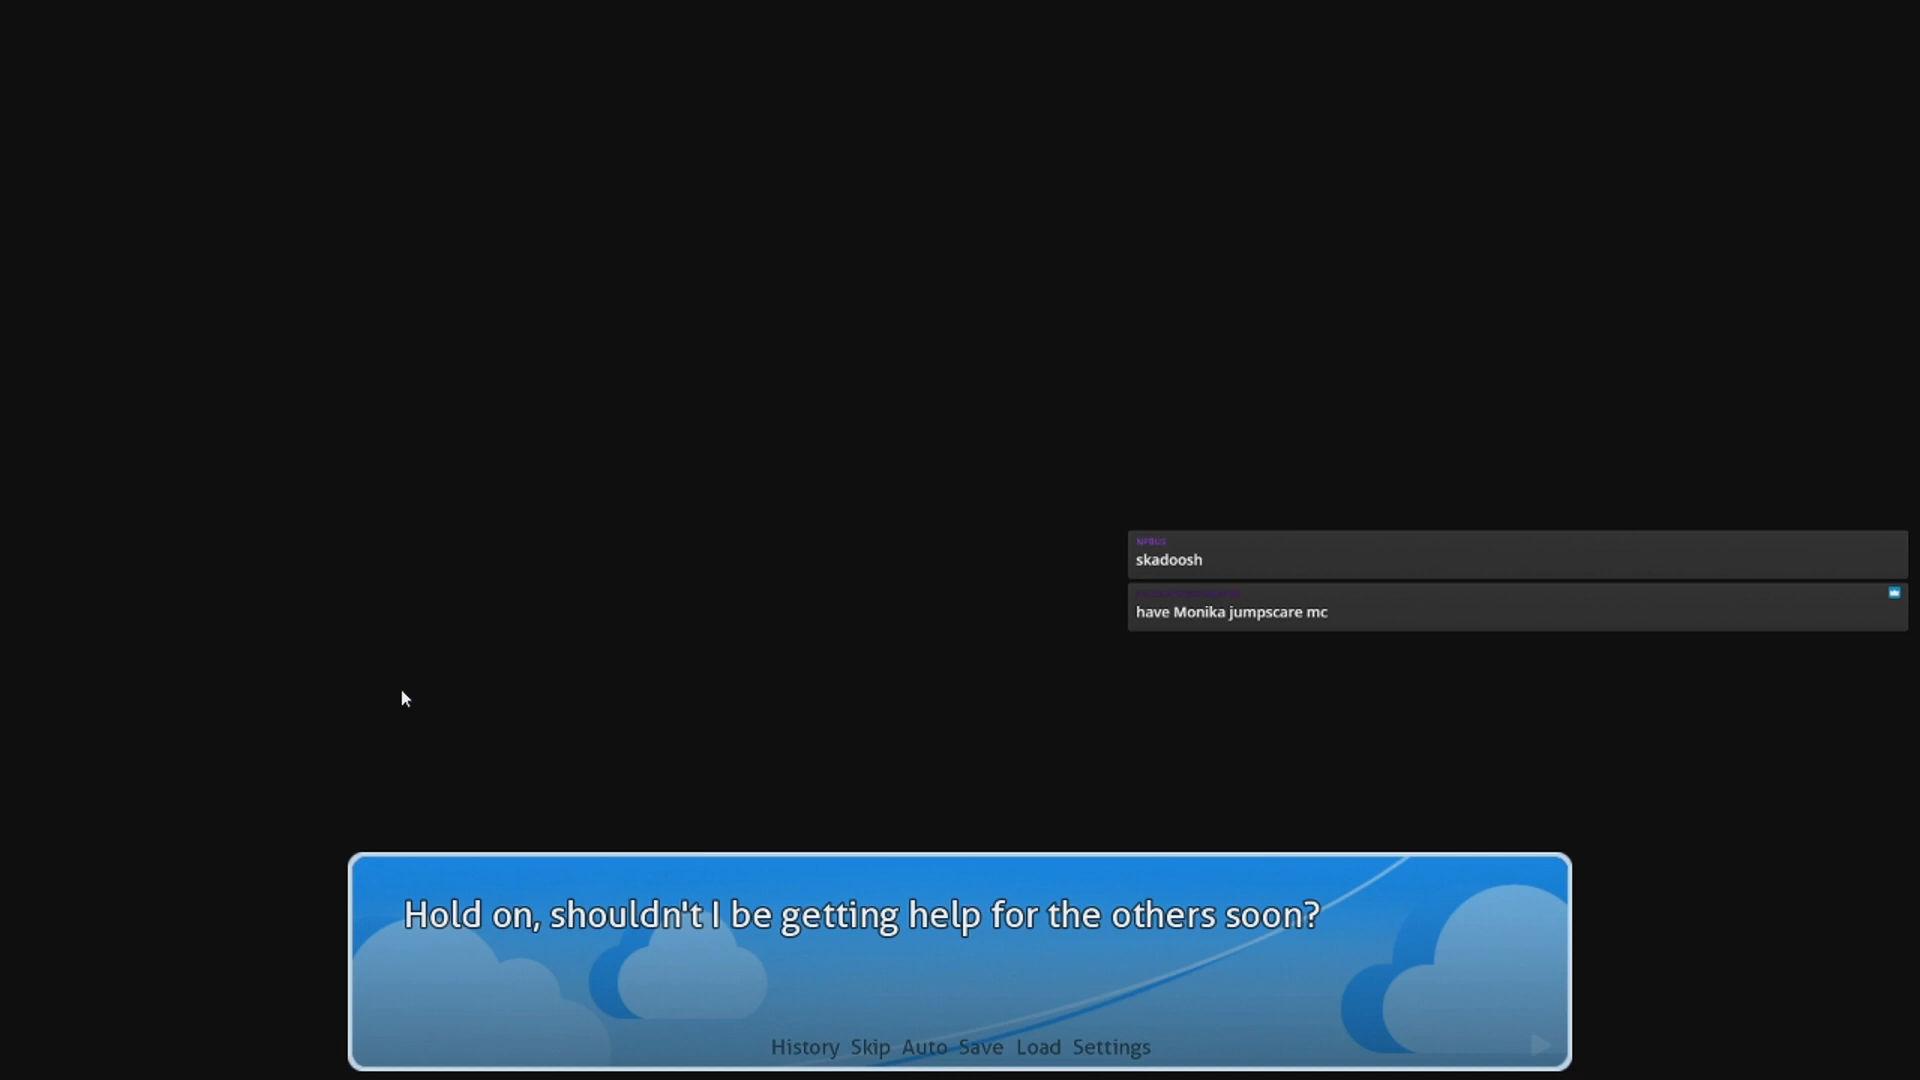 skadoosh
have Monika jumpscare mc
Hold on, shouldn't I be getting help for the others soon?
History Skip Auto Save Load Settings